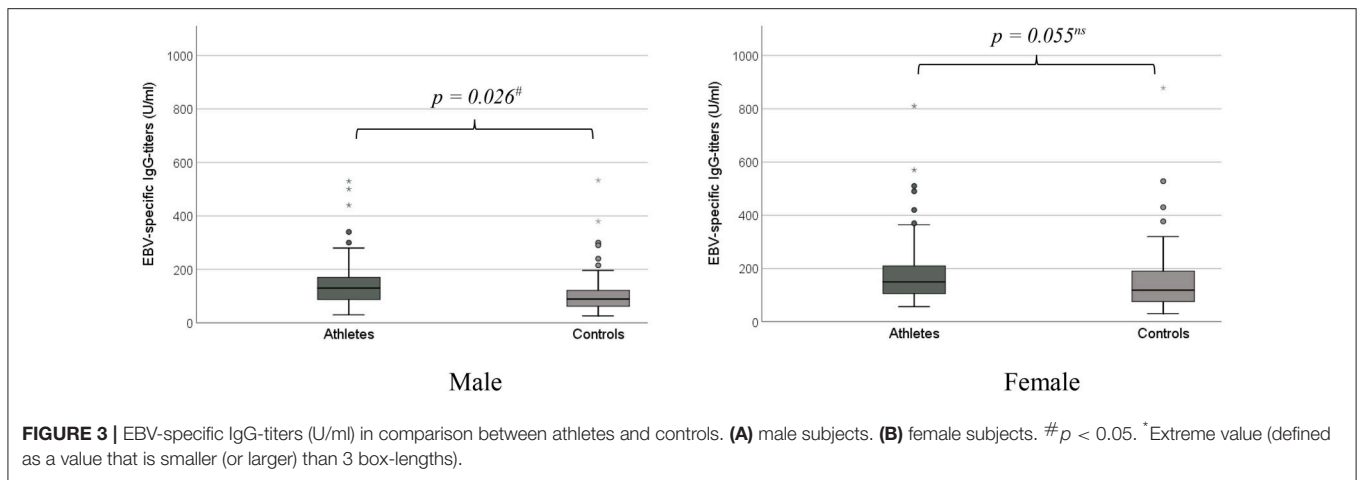 1000
800
600
400
200
0
EBV-specific IgG-titers (U/ml)
p = 0.026#
Athletes
Controls
Male
1000
800
600
400
200
0
EBV-specific IgG-titers (U/ml)
p = 0.055ns
Athletes
Controls
Female
FIGURE 3 | EBV-specific IgG-titers (U/ml) in comparison between athletes and controls. (A) male subjects. (B) female subjects. #p < 0.05. *Extreme value (defined
as a value that is smaller (or larger) than 3 box-lengths).